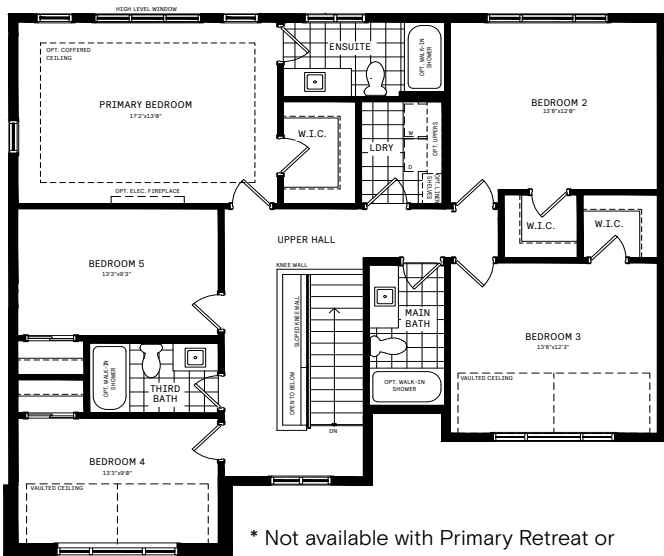 HIGH LEVEL WINDOW
OPT. COFFERED
CEILING
ENSUITE
OPT. WALK-IN
SHOWER
PRIMARY BEDROOM
17'2"x13'0"
BEDROOM 2
13'8"x12'0"
W.I.C.
LDRY
W
D
OPT. UPPERS
OPT. LINEN
SHELVES
OPT. ELEC. FIREPLACE
UPPER HALL
W.I.C.
W.I.C.
BEDROOM 5
13'3"x9'3"
KNEE WALL
SLOPED KNEE WALL
OPEN TO BELOW
DN
MAIN
BATH
OPT. WALK-IN
SHOWER
BEDROOM 3
13'8"x12'3"
VAULTED CEILING
OPT. WALK-IN
SHOWER
THIRD
BATH
BEDROOM 4
13'3"x9'0"
VAULTED CEILING
* Not available with Primary Retreat or